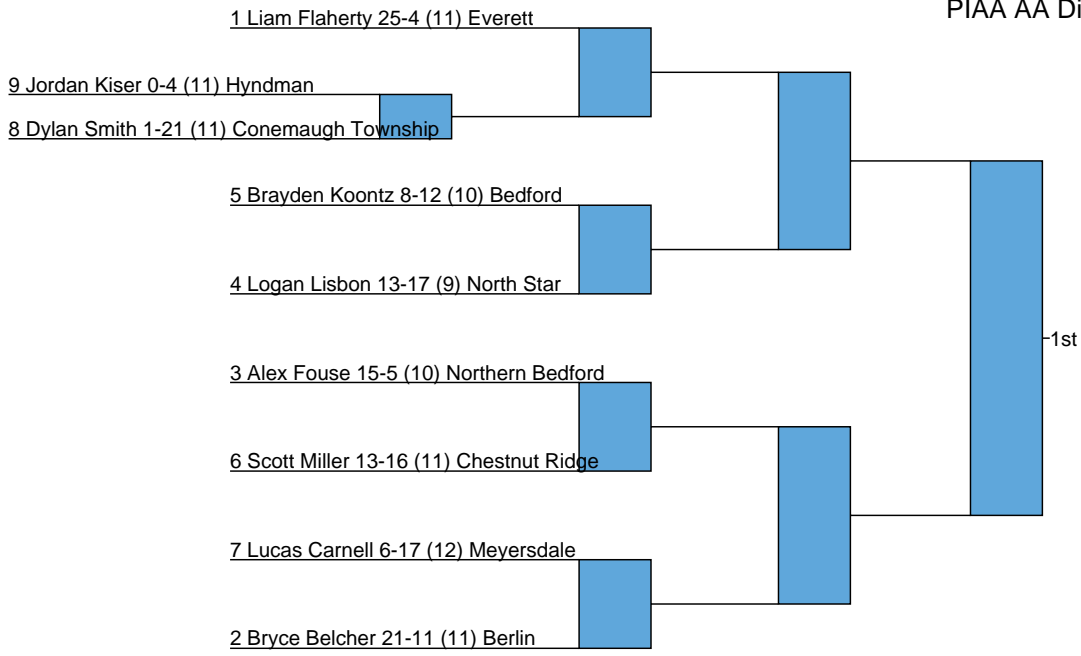 PIAA AA Di
1 Liam Flaherty 25-4 (11) Everett
9 Jordan Kiser 0-4 (11) Hyndman
8 Dylan Smith 1-21 (11) Conemaugh Township
5 Brayden Koontz 8-12 (10) Bedford
4 Logan Lisbon 13-17 (9) North Star
1st
3 Alex Fouse 15-5 (10) Northern Bedford
6 Scott Miller 13-16 (11) Chestnut Ridge
7 Lucas Carnell 6-17 (12) Meyersdale
2 Bryce Belcher 21-11 (11) Berlin